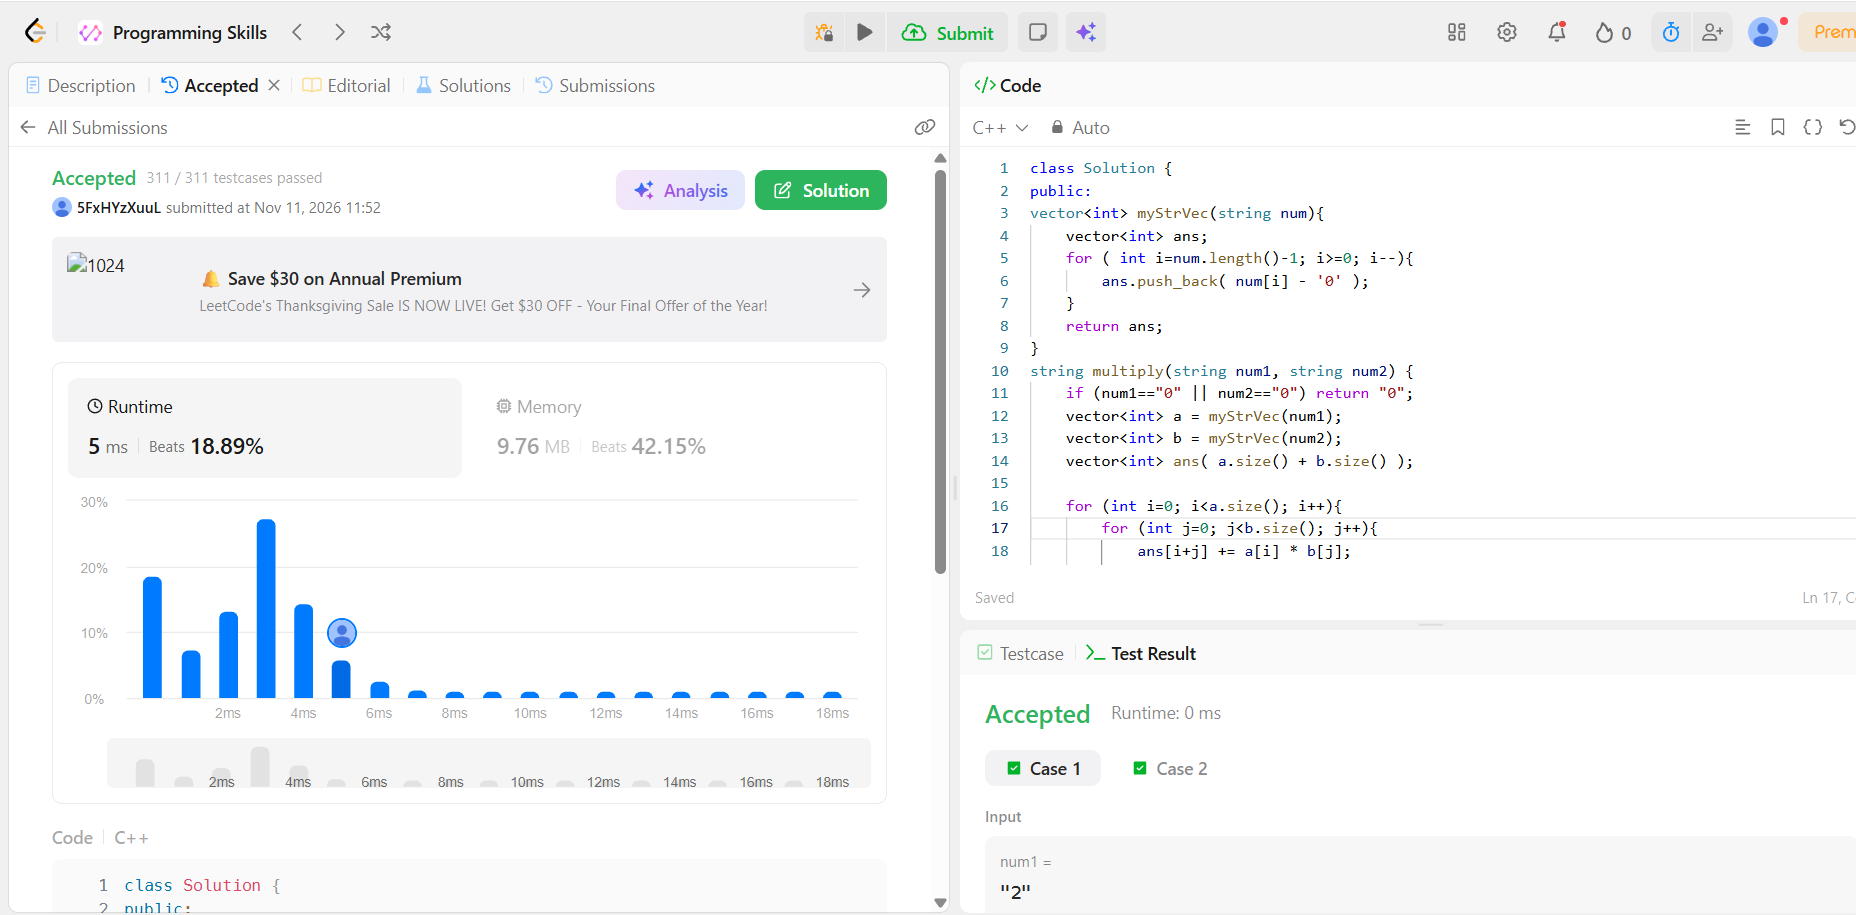 Programming Skills
Submit
0
Prem
Description
Accepted
Editorial
Solutions
Submissions
All Submissions
Accepted 311 / 311 testcases passed
5FxHYzXuuL submitted at Nov 11, 2026 11:52
Analysis
Solution
1024
Save $30 on Annual Premium
LeetCode's Thanksgiving Sale IS NOW LIVE! Get $30 OFF - Your Final Offer of the Year!
Runtime
5 ms Beats 18.89%
Memory
9.76 MB Beats 42.15%
30%
20%
10%
0%
2ms 4ms 6ms 8ms 10ms 12ms 14ms 16ms 18ms
2ms 4ms 6ms 8ms 10ms 12ms 14ms 16ms 18ms
Code C++
1 class Solution {
2 public:
</> Code
C++ Auto
1 class Solution {
2 public:
3 vector<int> myStrVec(string num){
4     vector<int> ans;
5     for ( int i=num.length()-1; i>=0; i--){
6         ans.push_back( num[i] - '0' );
7     }
8     return ans;
9 }
10 string multiply(string num1, string num2) {
11     if (num1=="0" || num2=="0") return "0";
12     vector<int> a = myStrVec(num1);
13     vector<int> b = myStrVec(num2);
14     vector<int> ans( a.size() + b.size() );
15
16     for (int i=0; i<a.size(); i++){
17         for (int j=0; j<b.size(); j++){
18             ans[i+j] += a[i] * b[j];
Saved
Ln 17, C
Testcase
Test Result
Accepted Runtime: 0 ms
Case 1
Case 2
Input
num1 =
"2"